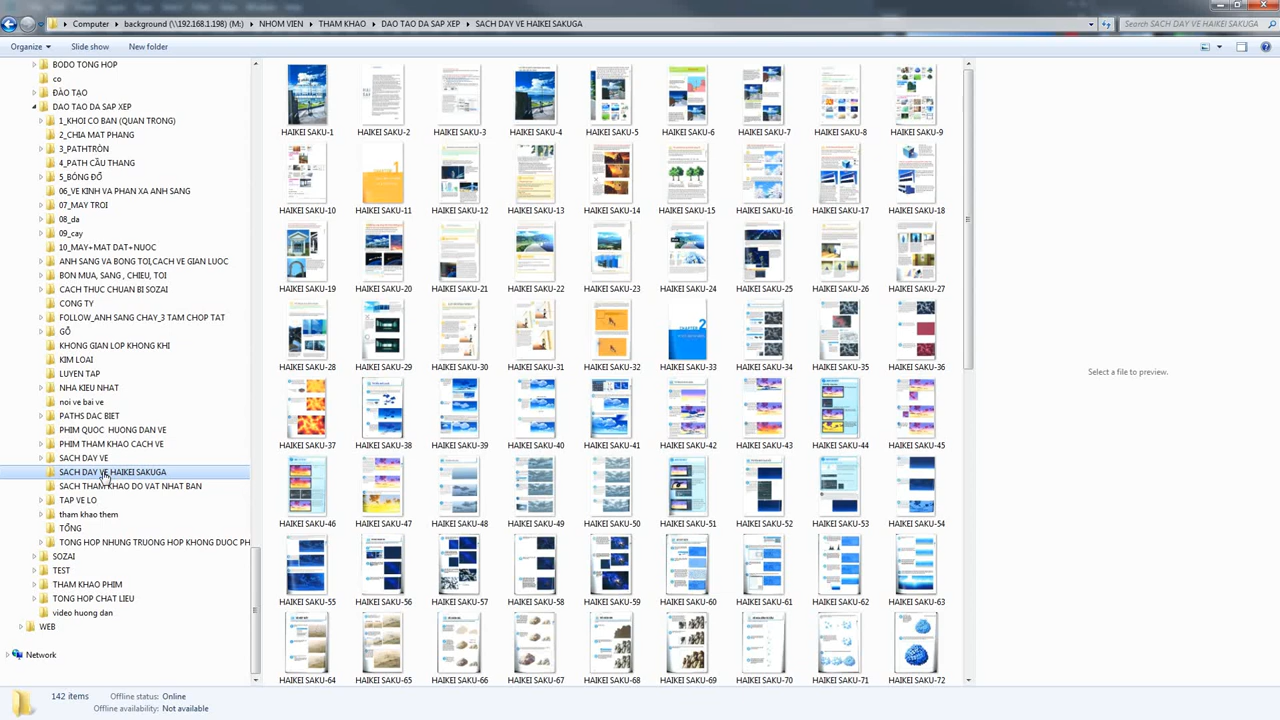 Computer ▸ background (\\192.168.1.198) (M:) ▸ NHOM VIEN ▸ THAM KHAO ▸ DAO TAO DA SAP XEP ▸ SACH DAY VE HAIKEI SAKUGA
Search SACH DAY VE HAIKEI SAKUGA
Organize Slide show New folder
BODO TONG HOP
co
ĐÀO TẠO
DAO TAO DA SAP XEP
1_KHOI CO BAN (QUAN TRONG)
2_CHIA MAT PHANG
3_PATHTRÒN
06_VE KINH VA PHAN XA ANH SANG
07_MAY TROI
08_da
09_cay
10_MAY+MAT DAT+NUOC
ANH SANG VA BONG TOI,CACH VE GIAN LUOC
BON MUA, SANG , CHIEU, TOI
CACH THUC CHUAN BI SOZAI
CONG TY
FOLLOW_ANH SANG CHAY_3 TAM CHOP TAT
GỖ
KHONG GIAN LOP KHONG KHI
KIM LOAI
LUYEN TAP
NHA KIEU NHAT
noi ve bai ve
PATHS DAC BIET
PHIM QUOC HUONG DAN VE
PHIM THAM KHAO CACH VE
SACH DAY VE
SACH DAY VE HAIKEI SAKUGA
SACH THAM KHAO DO VAT NHAT BAN
TAP VE LO
tham khao them
TỔNG
TONG HOP NHUNG TRUONG HOP KHONG DUOC PH
SOZAI
TEST
THAM KHAO PHIM
TONG HOP CHAT LIEU
video huong dan
WEB
Network
HAIKEI SAKU-1 HAIKEI SAKU-2 HAIKEI SAKU-3 HAIKEI SAKU-4 HAIKEI SAKU-5 HAIKEI SAKU-6 HAIKEI SAKU-7 HAIKEI SAKU-8 HAIKEI SAKU-9
HAIKEI SAKU-10 HAIKEI SAKU-11 HAIKEI SAKU-12 HAIKEI SAKU-13 HAIKEI SAKU-14 HAIKEI SAKU-15 HAIKEI SAKU-16 HAIKEI SAKU-17 HAIKEI SAKU-18
HAIKEI SAKU-19 HAIKEI SAKU-20 HAIKEI SAKU-21 HAIKEI SAKU-22 HAIKEI SAKU-23 HAIKEI SAKU-24 HAIKEI SAKU-25 HAIKEI SAKU-26 HAIKEI SAKU-27
HAIKEI SAKU-28 HAIKEI SAKU-29 HAIKEI SAKU-30 HAIKEI SAKU-31 HAIKEI SAKU-32 HAIKEI SAKU-33 HAIKEI SAKU-34 HAIKEI SAKU-35 HAIKEI SAKU-36
HAIKEI SAKU-37 HAIKEI SAKU-38 HAIKEI SAKU-39 HAIKEI SAKU-40 HAIKEI SAKU-41 HAIKEI SAKU-42 HAIKEI SAKU-43 HAIKEI SAKU-44 HAIKEI SAKU-45
HAIKEI SAKU-46 HAIKEI SAKU-47 HAIKEI SAKU-48 HAIKEI SAKU-49 HAIKEI SAKU-50 HAIKEI SAKU-51 HAIKEI SAKU-52 HAIKEI SAKU-53 HAIKEI SAKU-54
HAIKEI SAKU-55 HAIKEI SAKU-56 HAIKEI SAKU-57 HAIKEI SAKU-58 HAIKEI SAKU-59 HAIKEI SAKU-60 HAIKEI SAKU-61 HAIKEI SAKU-62 HAIKEI SAKU-63
HAIKEI SAKU-64 HAIKEI SAKU-65 HAIKEI SAKU-66 HAIKEI SAKU-67 HAIKEI SAKU-68 HAIKEI SAKU-69 HAIKEI SAKU-70 HAIKEI SAKU-71 HAIKEI SAKU-72
Select a file to preview.
142 items Offline status: Online
Offline availability: Not available